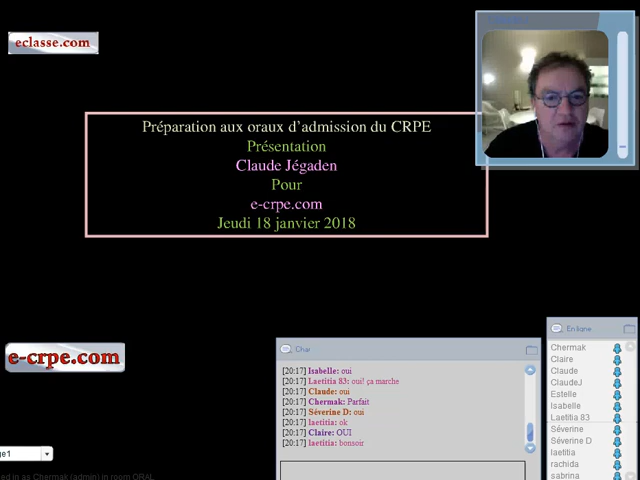 eclasse.com
Préparation aux oraux d'admission du CRPE
Présentation
Claude Jégaden
Pour
e-crpe.com
Jeudi 18 janvier 2018
e-crpe.com
Chat
[20:17] Isabelle: oui
[20:17] Laetitia 83: oui! ça marche
[20:17] Claude: oui
[20:17] Chermak: Parfait
[20:17] Séverine D: oui
[20:17] laetitia: ok
[20:17] Claire: OUI
[20:17] laetitia: bonsoir
En ligne
Chermak
Claire
Claude
ClaudeJ
Estelle
Isabelle
Laetitia 83
Séverine
Séverine D
laetitia
rachida
sabrina
ge1
ed in as Chermak (admin) in room ORAL